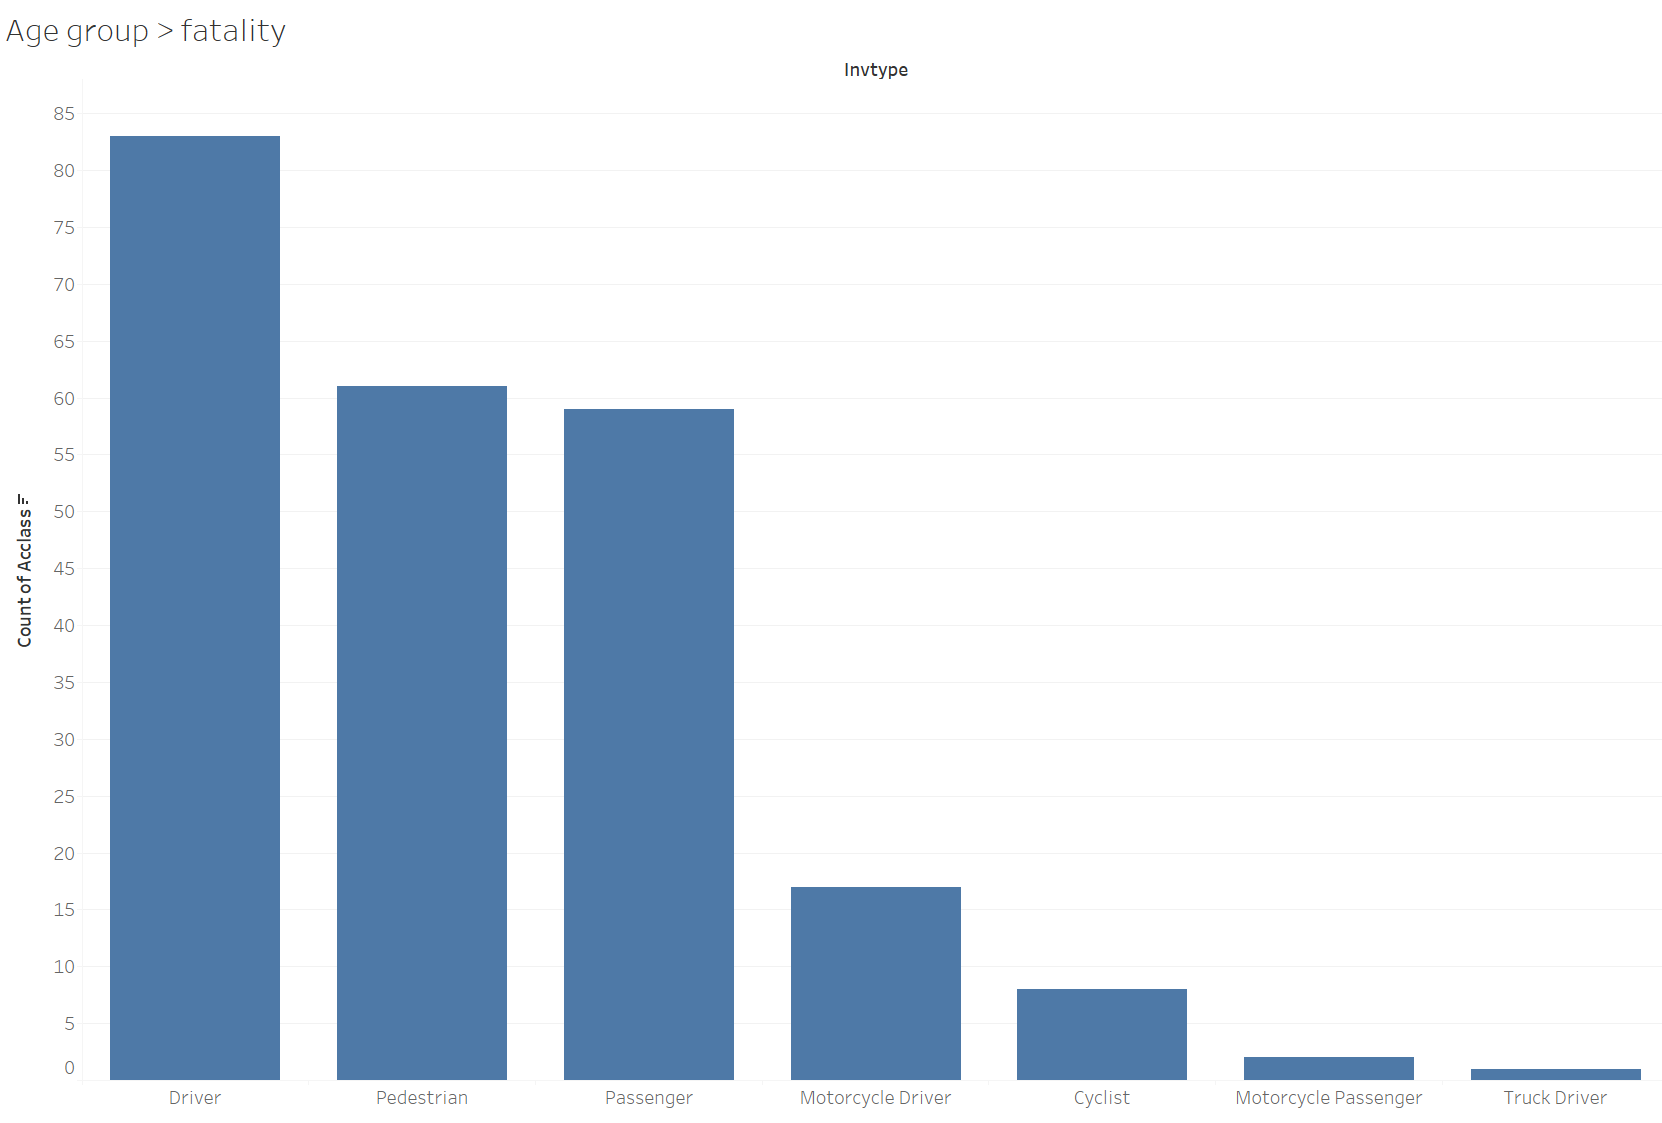 Age group > fatality
Invtype
85
80
75
70
65
60
55
50
45
40
35
30
25
20
15
10
5
0
Count of Acclass
Driver
Pedestrian
Passenger
Motorcycle Driver
Cyclist
Motorcycle Passenger
Truck Driver